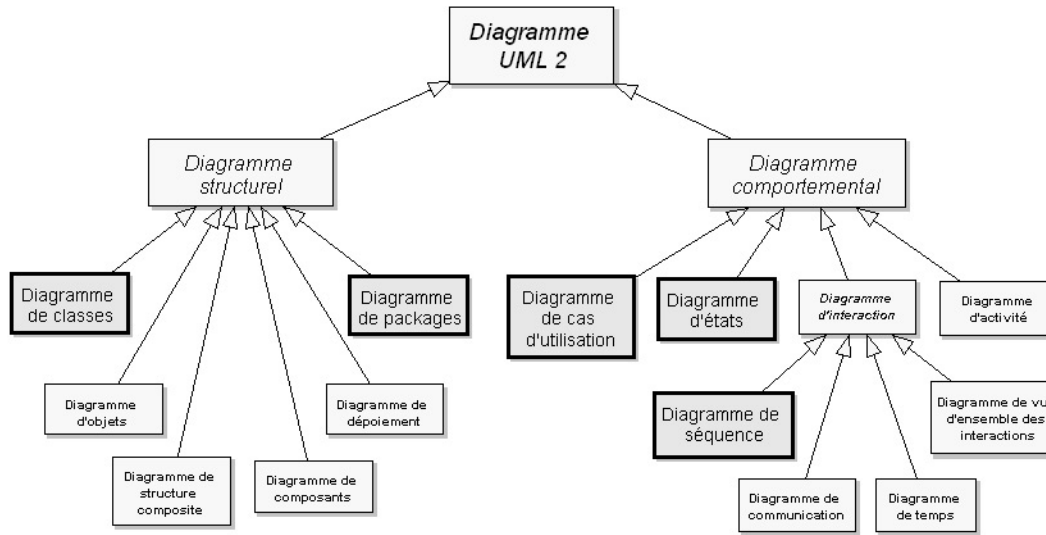 Diagramme
UML 2
Diagramme
structurel
Diagramme
comportemental
Diagramme
de classes
Diagramme
de packages
Diagramme
de cas
d'utilisation
Diagramme
d'états
Diagramme
d'interaction
Diagramme
d'activité
Diagramme
d'objets
Diagramme de
dépoiement
Diagramme de
séquence
Diagramme de vu
d'ensemble des
interactions
Diagramme de
structure
composite
Diagramme de
composants
Diagramme de
communication
Diagramme
de temps